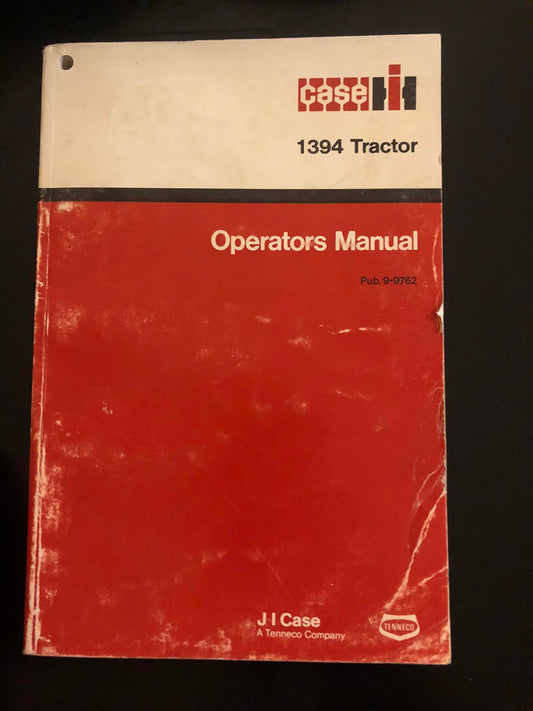 case IH
1394 Tractor
Operators Manual
Pub. 9-9762
J I Case
A Tenneco Company
TENNECO